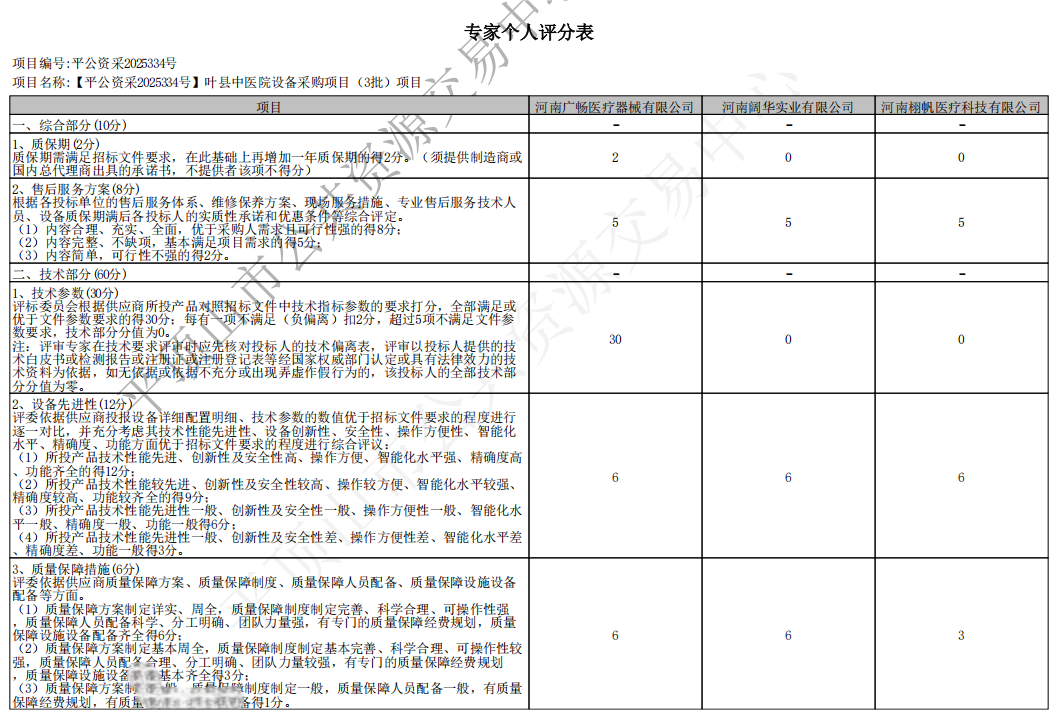 专家个人评分表
项目编号:平公资采2025334号
项目名称:【平公资采2025334号】叶县中医院设备采购项目（3批）项目
项目 河南广畅医疗器械有限公司 河南阔华实业有限公司 河南栩帆医疗科技有限公司
一、综合部分(10分) - - -
1、质保期(2分)
质保期需满足招标文件要求，在此基础上再增加一年质保期的得2分。（须提供制造商或
国内总代理商出具的承诺书，不提供者该项不得分） 2 0 0
2、售后服务方案(8分)
根据各投标单位的售后服务体系、维修保养方案、现场服务措施、专业售后服务技术人
员、设备质保期满后各投标人的实质性承诺和优惠条件等综合评定。
（1）内容合理、充实、全面，优于采购人需求且可行性强的得8分； 5 5 5
（2）内容完整、不缺项，基本满足项目需求的得5分；
（3）内容简单，可行性不强的得2分。
二、技术部分(60分) - - -
1、技术参数(30分)
评标委员会根据供应商所投产品对照招标文件中技术指标参数的要求打分，全部满足或
优于文件参数要求的得30分；每有一项不满足（负偏离）扣2分，超过5项不满足文件参
数要求，技术部分分值为0。
注：评审专家在技术要求评审时应先核对投标人的技术偏离表，评审以投标人提供的技 30 0 0
术白皮书或检测报告或注册证或注册登记表等经国家权威部门认定或具有法律效力的技
术资料为依据，如无依据或依据不充分或出现弄虚作假行为的，该投标人的全部技术部
分分值为零。
2、设备先进性(12分)
评委依据供应商投报设备详细配置明细、技术参数的数值优于招标文件要求的程度进行
逐一对比，并充分考虑其技术性能先进性、设备创新性、安全性、操作方便性、智能化
水平、精确度、功能方面优于招标文件要求的程度进行综合评议；
（1）所投产品技术性能先进、创新性及安全性高、操作方便、智能化水平强、精确度高
、功能齐全的得12分； 6 6 6
（2）所投产品技术性能较先进、创新性及安全性较高、操作较方便、智能化水平较强、
精确度较高、功能较齐全的得9分；
（3）所投产品技术性能先进性一般、创新性及安全性一般、操作方便性一般、智能化水
平一般、精确度一般、功能一般得6分；
（4）所投产品技术性能先进性一般、创新性及安全性差、操作方便性差、智能化水平差
、精确度差、功能一般得3分。
3、质量保障措施(6分)
评委依据供应商质量保障方案、质量保障制度、质量保障人员配备、质量保障设施设备
配备等方面。
（1）质量保障方案制定详实、周全，质量保障制度制定完善、科学合理、可操作性强
，质量保障人员配备科学、分工明确、团队力量强，有专门的质量保障经费规划，质量
保障设施设备配备齐全得6分； 6 6 3
（2）质量保障方案制定基本周全，质量保障制度制定基本完善、科学合理、可操作性较
强，质量保障人员配备合理、分工明确、团队力量较强，有专门的质量保障经费规划
，质量保障设施设备 基本齐全得3分；
（3）质量保障方案制 般，质量保障制度制定一般，质量保障人员配备一般，有质量
保障经费规划，有质量 备得1分。
平顶山市公共资源交易中心
平顶山市公共资源交易中心